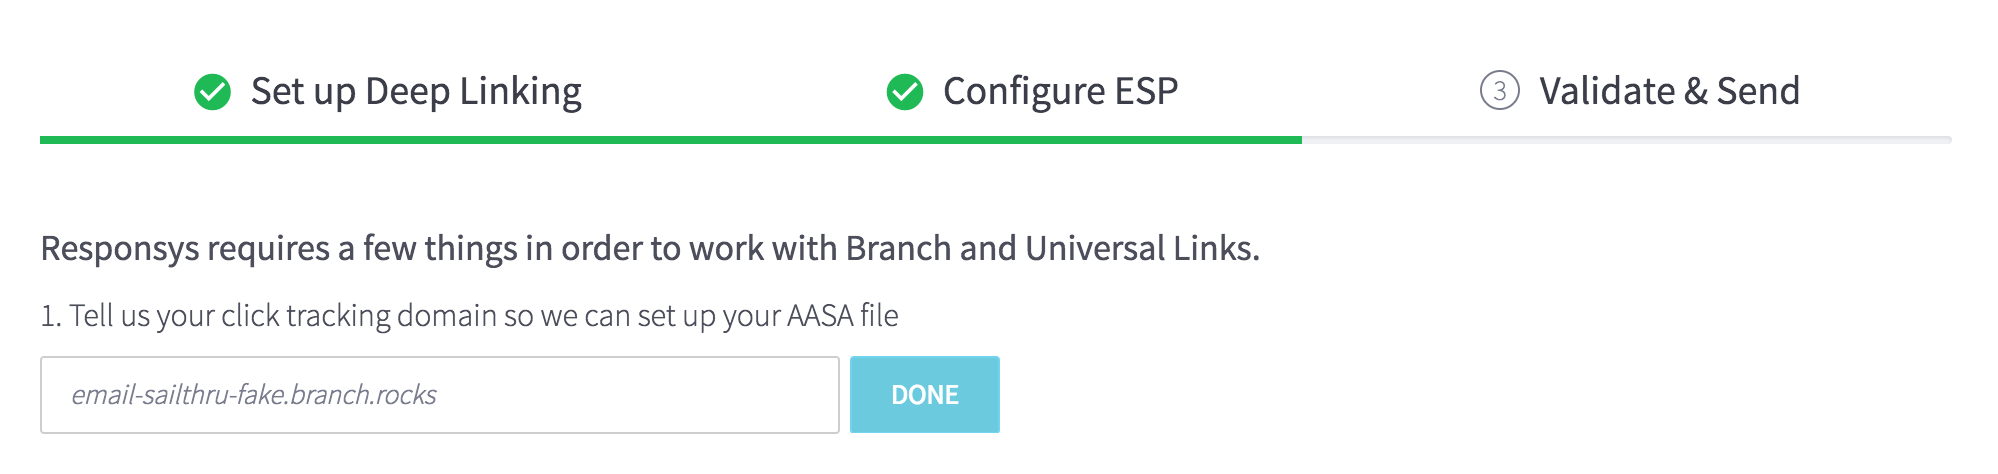 Set up Deep Linking
Configure ESP
3 Validate & Send
Responsys requires a few things in order to work with Branch and Universal Links.
1. Tell us your click tracking domain so we can set up your AASA file
email-sailthru-fake.branch.rocks
DONE